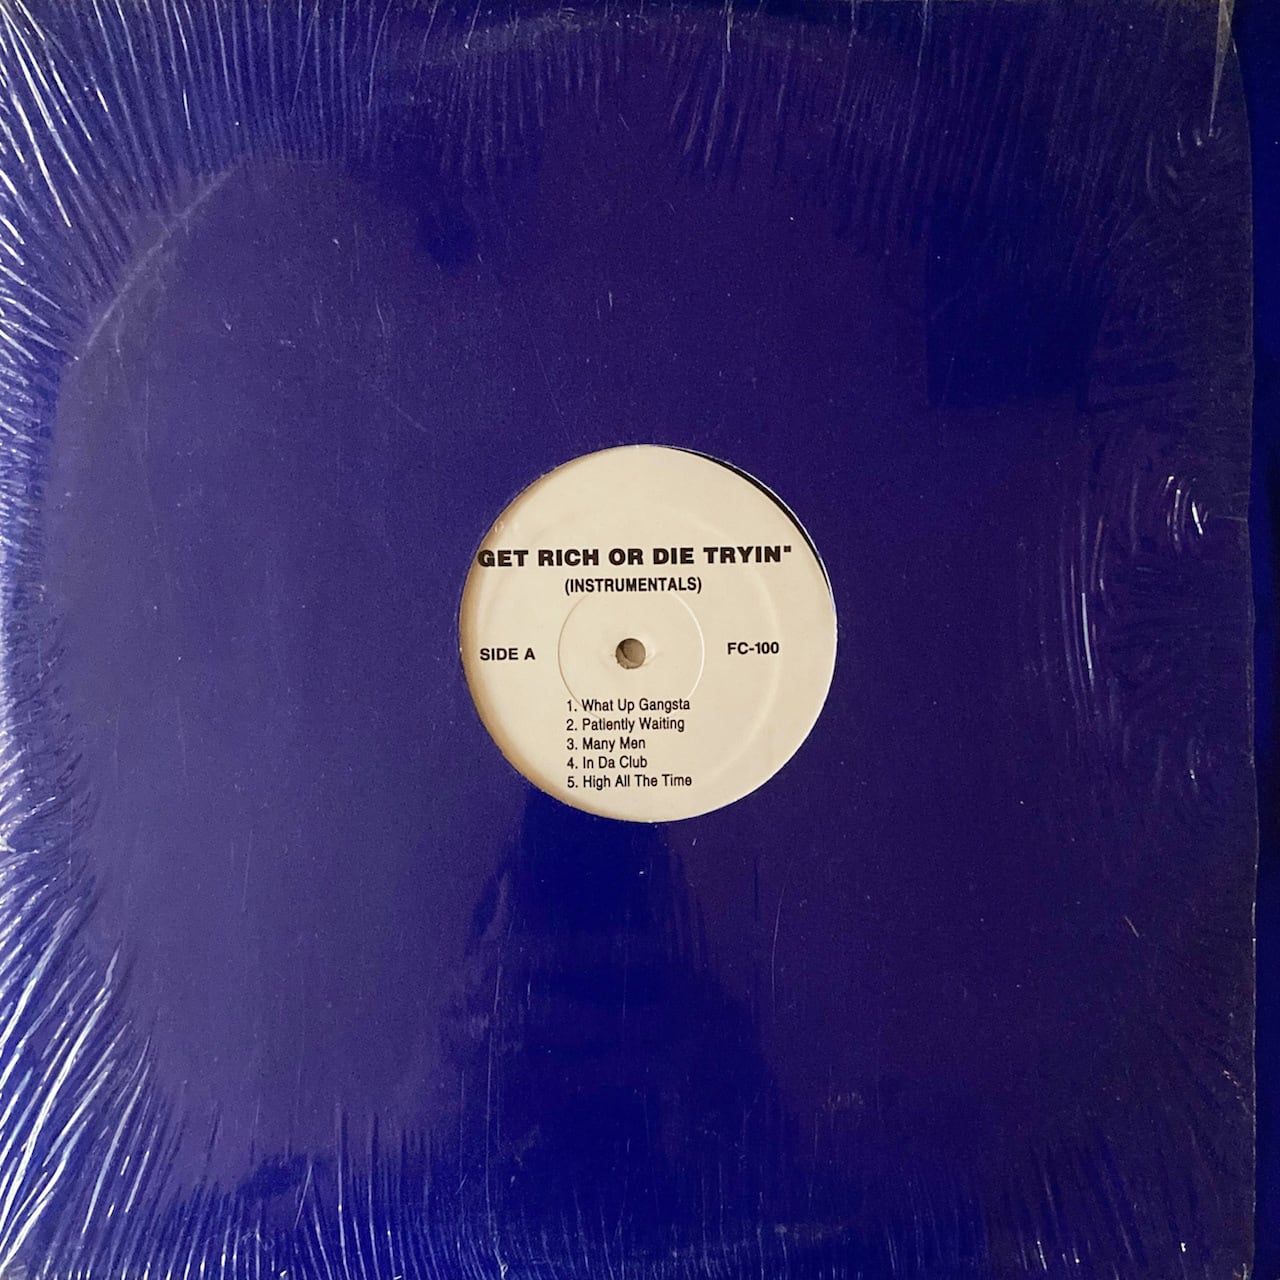 GET RICH OR DIE TRYIN"
(INSTRUMENTALS)
SIDE A
FC-100
1. What Up Gangsta
2. Patiently Waiting
3. Many Men
4. In Da Club
5. High All The Time